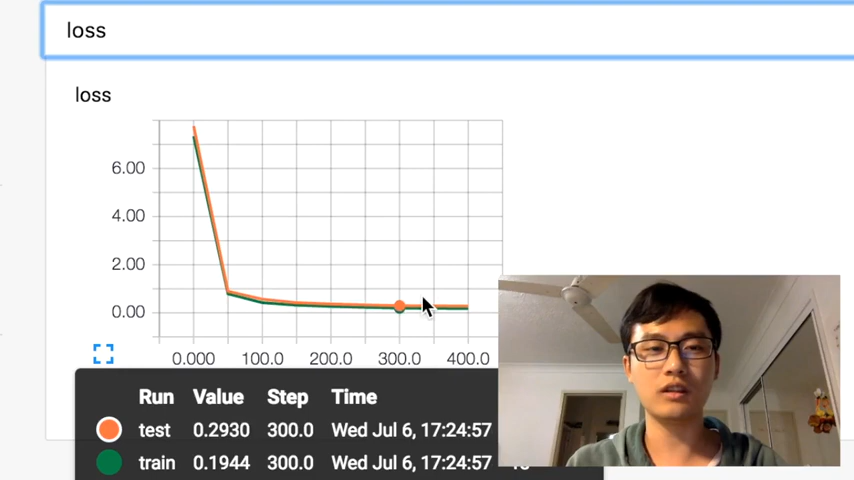 loss
loss
6.00
4.00
2.00
0.00
0.000 100.0 200.0 300.0 400.0
Run Value Step Time
test 0.2930 300.0 Wed Jul 6, 17:24:57
train 0.1944 300.0 Wed Jul 6, 17:24:57